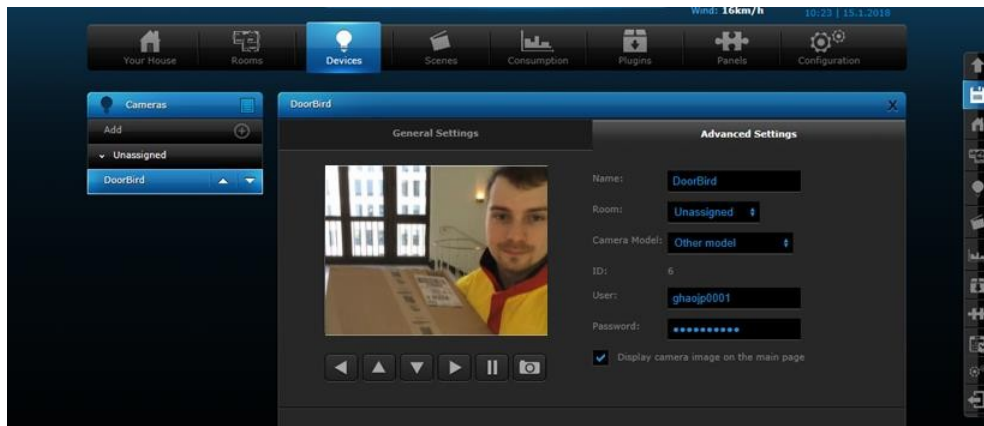 Wind: 16km/h
10:23 | 15.1.2018
Your House
Rooms
Devices
Scenes
Consumption
Plugins
Panels
Configuration
Cameras
Add
Unassigned
DoorBird
DoorBird
X
General Settings
Advanced Settings
Name: DoorBird
Room: Unassigned
Camera Model: Other model
ID: 6
User: ghaojp0001
Password: ••••••••••
Display camera image on the main page